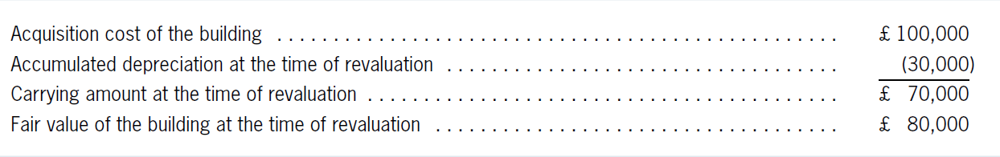 Acquisition cost of the building . . . . . . . . . . . . . . . . . . . . . . . . . . . . . . . . . . . . . . . . . . . . . . . . . . £ 100,000
Accumulated depreciation at the time of revaluation . . . . . . . . . . . . . . . . . . . . . . . . . . . . . . . . . . . (30,000)
Carrying amount at the time of revaluation . . . . . . . . . . . . . . . . . . . . . . . . . . . . . . . . . . . . . . . . . . £ 70,000
Fair value of the building at the time of revaluation . . . . . . . . . . . . . . . . . . . . . . . . . . . . . . . . . . . . £ 80,000